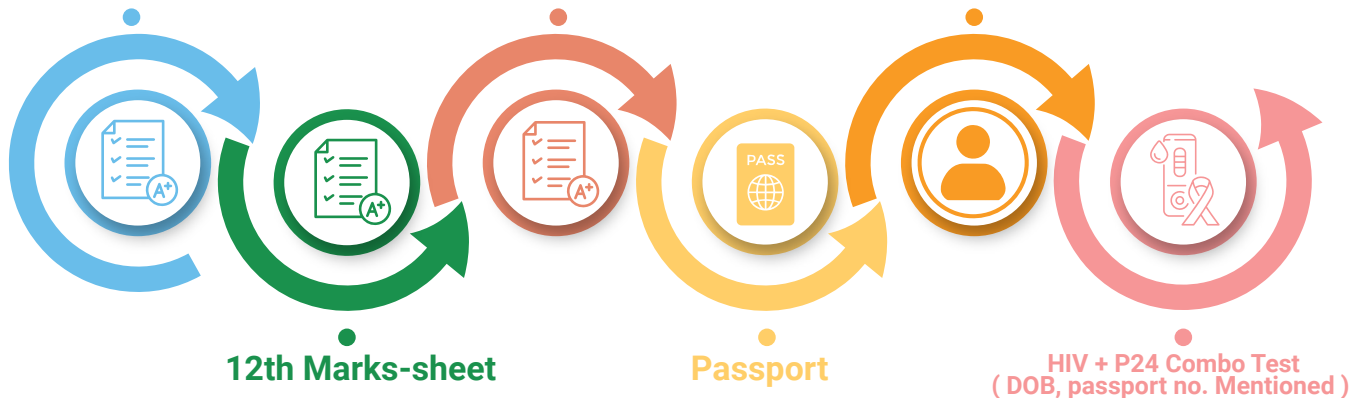 A+
A+
A+
PASS
12th Marks-sheet
Passport
HIV + P24 Combo Test
( DOB, passport no. Mentioned )